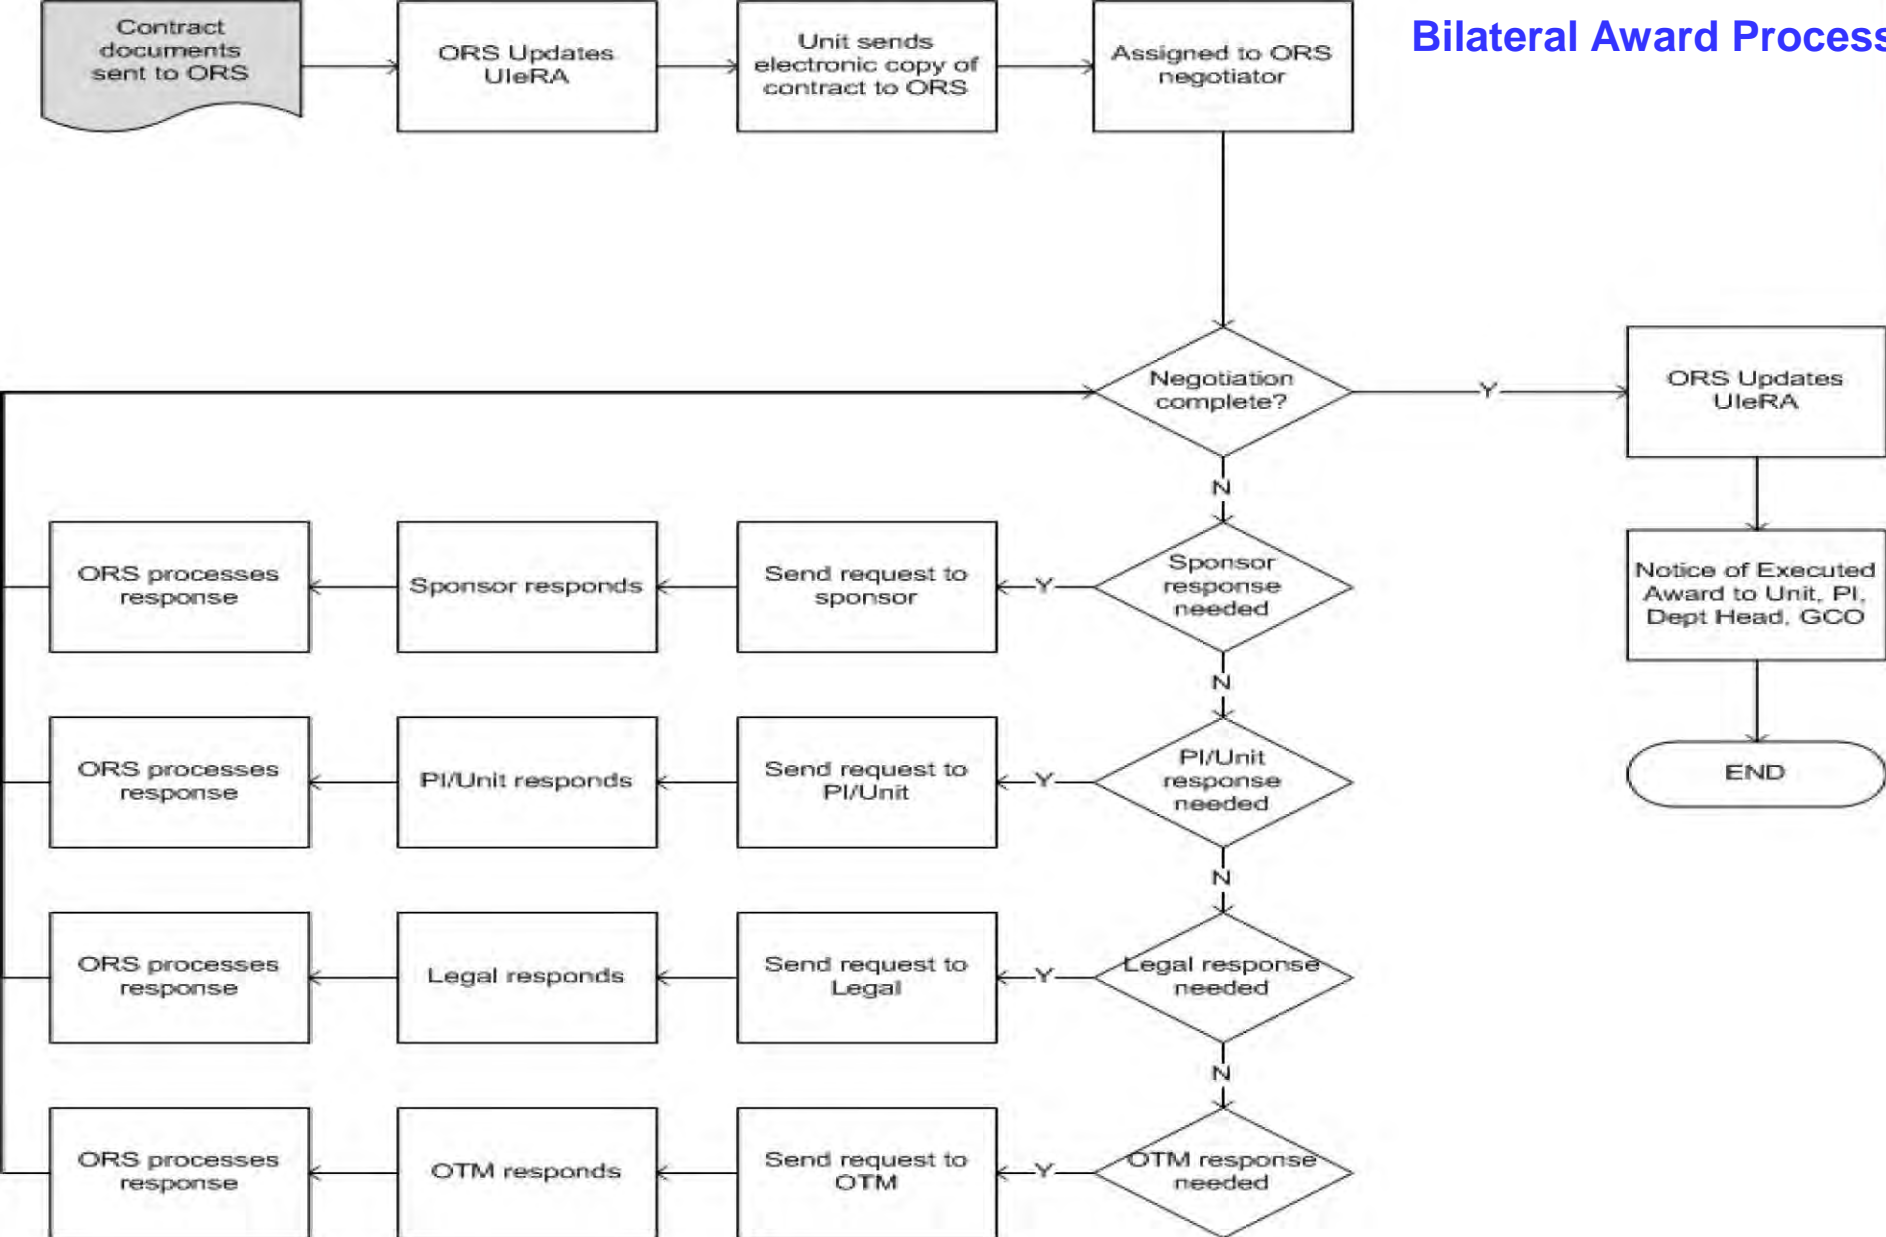 Contract
documents
sent to ORS
ORS Updates
UIeRA
Unit sends
electronic copy of
contract to ORS
Assigned to ORS
negotiator
Bilateral Award Process
Negotiation
complete?
Y
ORS Updates
UIeRA
N
ORS processes
response
Sponsor responds
Send request to
sponsor
Y
Sponsor
response
needed
Notice of Executed
Award to Unit, PI,
Dept Head, GCO
N
ORS processes
response
PI/Unit responds
Send request to
PI/Unit
Y
PI/Unit
response
needed
END
N
ORS processes
response
Legal responds
Send request to
Legal
Y
Legal response
needed
N
ORS processes
response
OTM responds
Send request to
OTM
Y
OTM response
needed